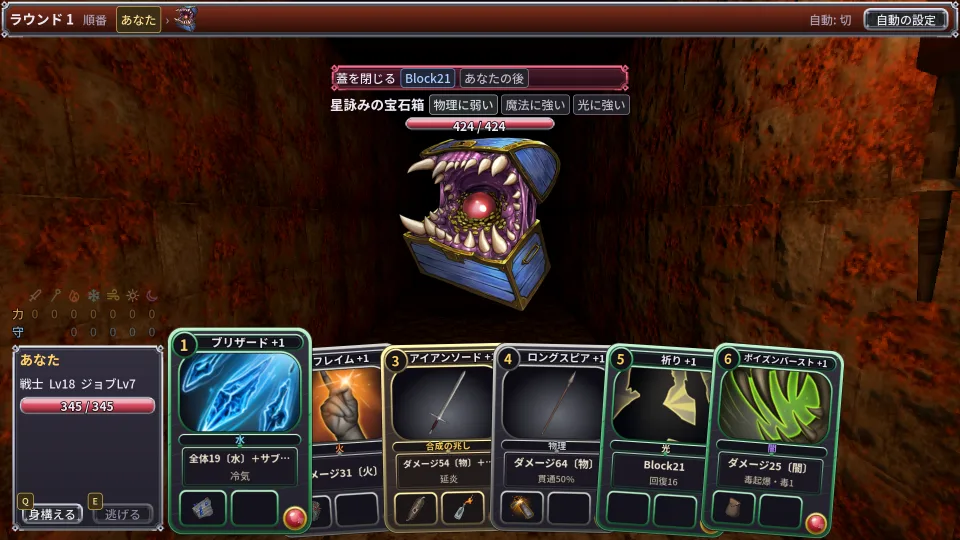 ラウンド 1 順番 あなた › 自動: 切 自動の設定
蓋を閉じる Block21 あなたの後
星詠みの宝石箱 物理に弱い 魔法に強い 光に強い
424 / 424
力 0 0 0 0 0 0 0
守 0 0 0 0 0
あなた
戦士 Lv18 ジョブLv7
345 / 345
Q 身構える E 逃げる
1 ブリザード +1
水
全体19〔水〕＋サブ…
冷気
フレイム +1
火
ダメージ31〔火〕
3 アイアンソード +1
合成の兆し
ダメージ54〔物〕＋…
延炎
4 ロングスピア +1
物理
ダメージ64〔物〕
貫通50%
5 祈り +1
光
Block21
回復16
6 ポイズンバースト +1
闇
ダメージ25〔闇〕
毒起爆・毒1